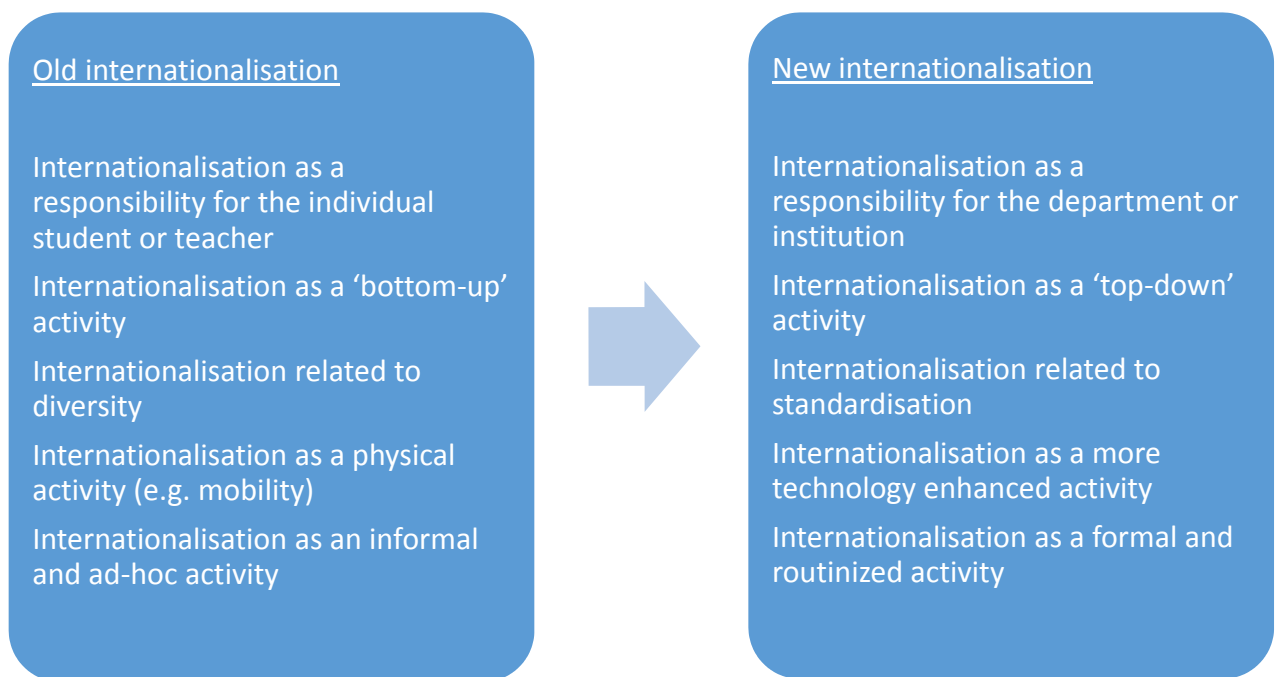 Old internationalisation
Internationalisation as a
responsibility for the individual
student or teacher
Internationalisation as a ‘bottom-up’
activity
Internationalisation related to
diversity
Internationalisation as a physical
activity (e.g. mobility)
Internationalisation as an informal
and ad-hoc activity
New internationalisation
Internationalisation as a
responsibility for the department or
institution
Internationalisation as a ‘top-down’
activity
Internationalisation related to
standardisation
Internationalisation as a more
technology enhanced activity
Internationalisation as a formal and
routinized activity